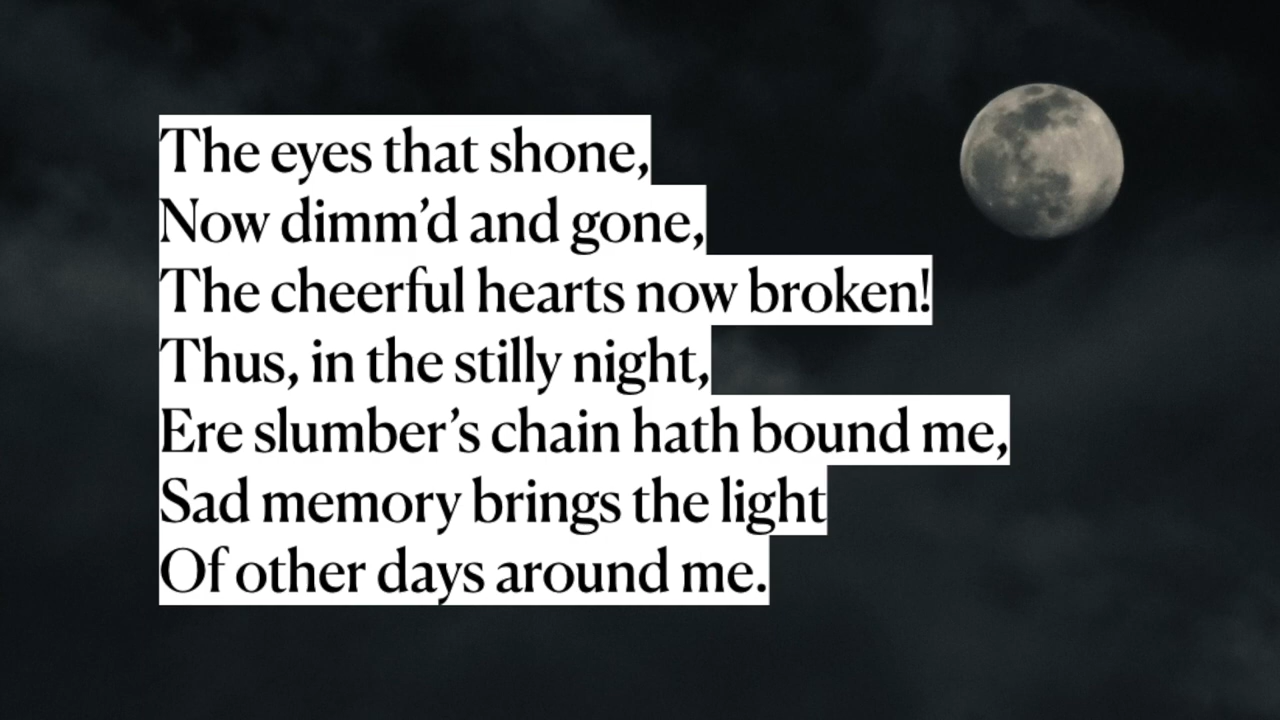 The eyes that shone,
Now dimm’d and gone,
The cheerful hearts now broken!
Thus, in the stilly night,
Ere slumber’s chain hath bound me,
Sad memory brings the light
Of other days around me.